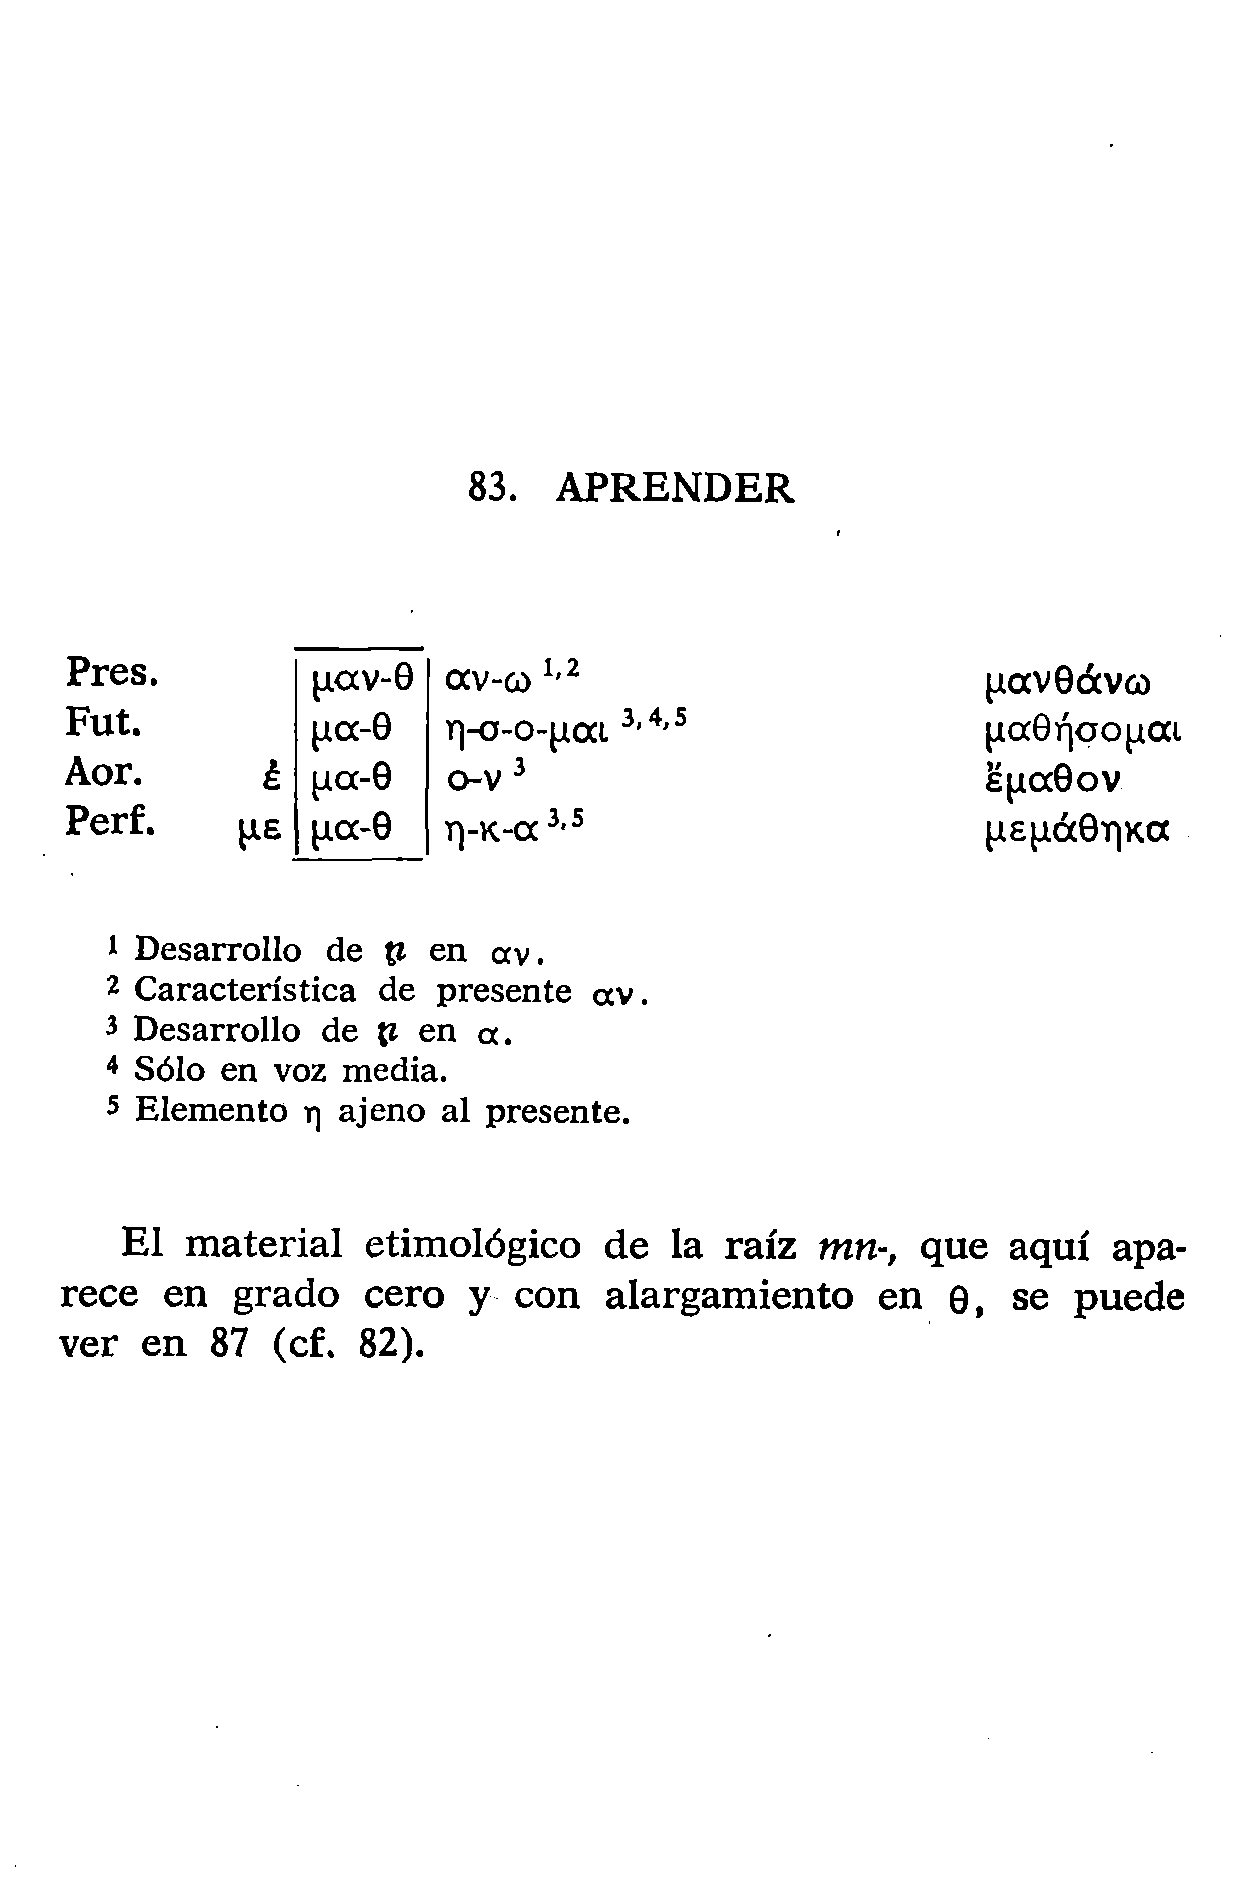 83. APRENDER
Pres. μαν-θ αν-ω 1,2 μανθάνω
Fut. μα-θ η-σ-ο-μαι 3,4,5 μαθήσομαι
Aor. ἐ μα-θ ο-ν 3 ἔμαθον
Perf. με μα-θ η-κ-α 3,5 μεμάθηκα
1 Desarrollo de n̥ en αν.
2 Característica de presente αν.
3 Desarrollo de n̥ en α.
4 Sólo en voz media.
5 Elemento η ajeno al presente.
El material etimológico de la raíz mn-, que aquí apa-
rece en grado cero y con alargamiento en θ, se puede
ver en 87 (cf. 82).